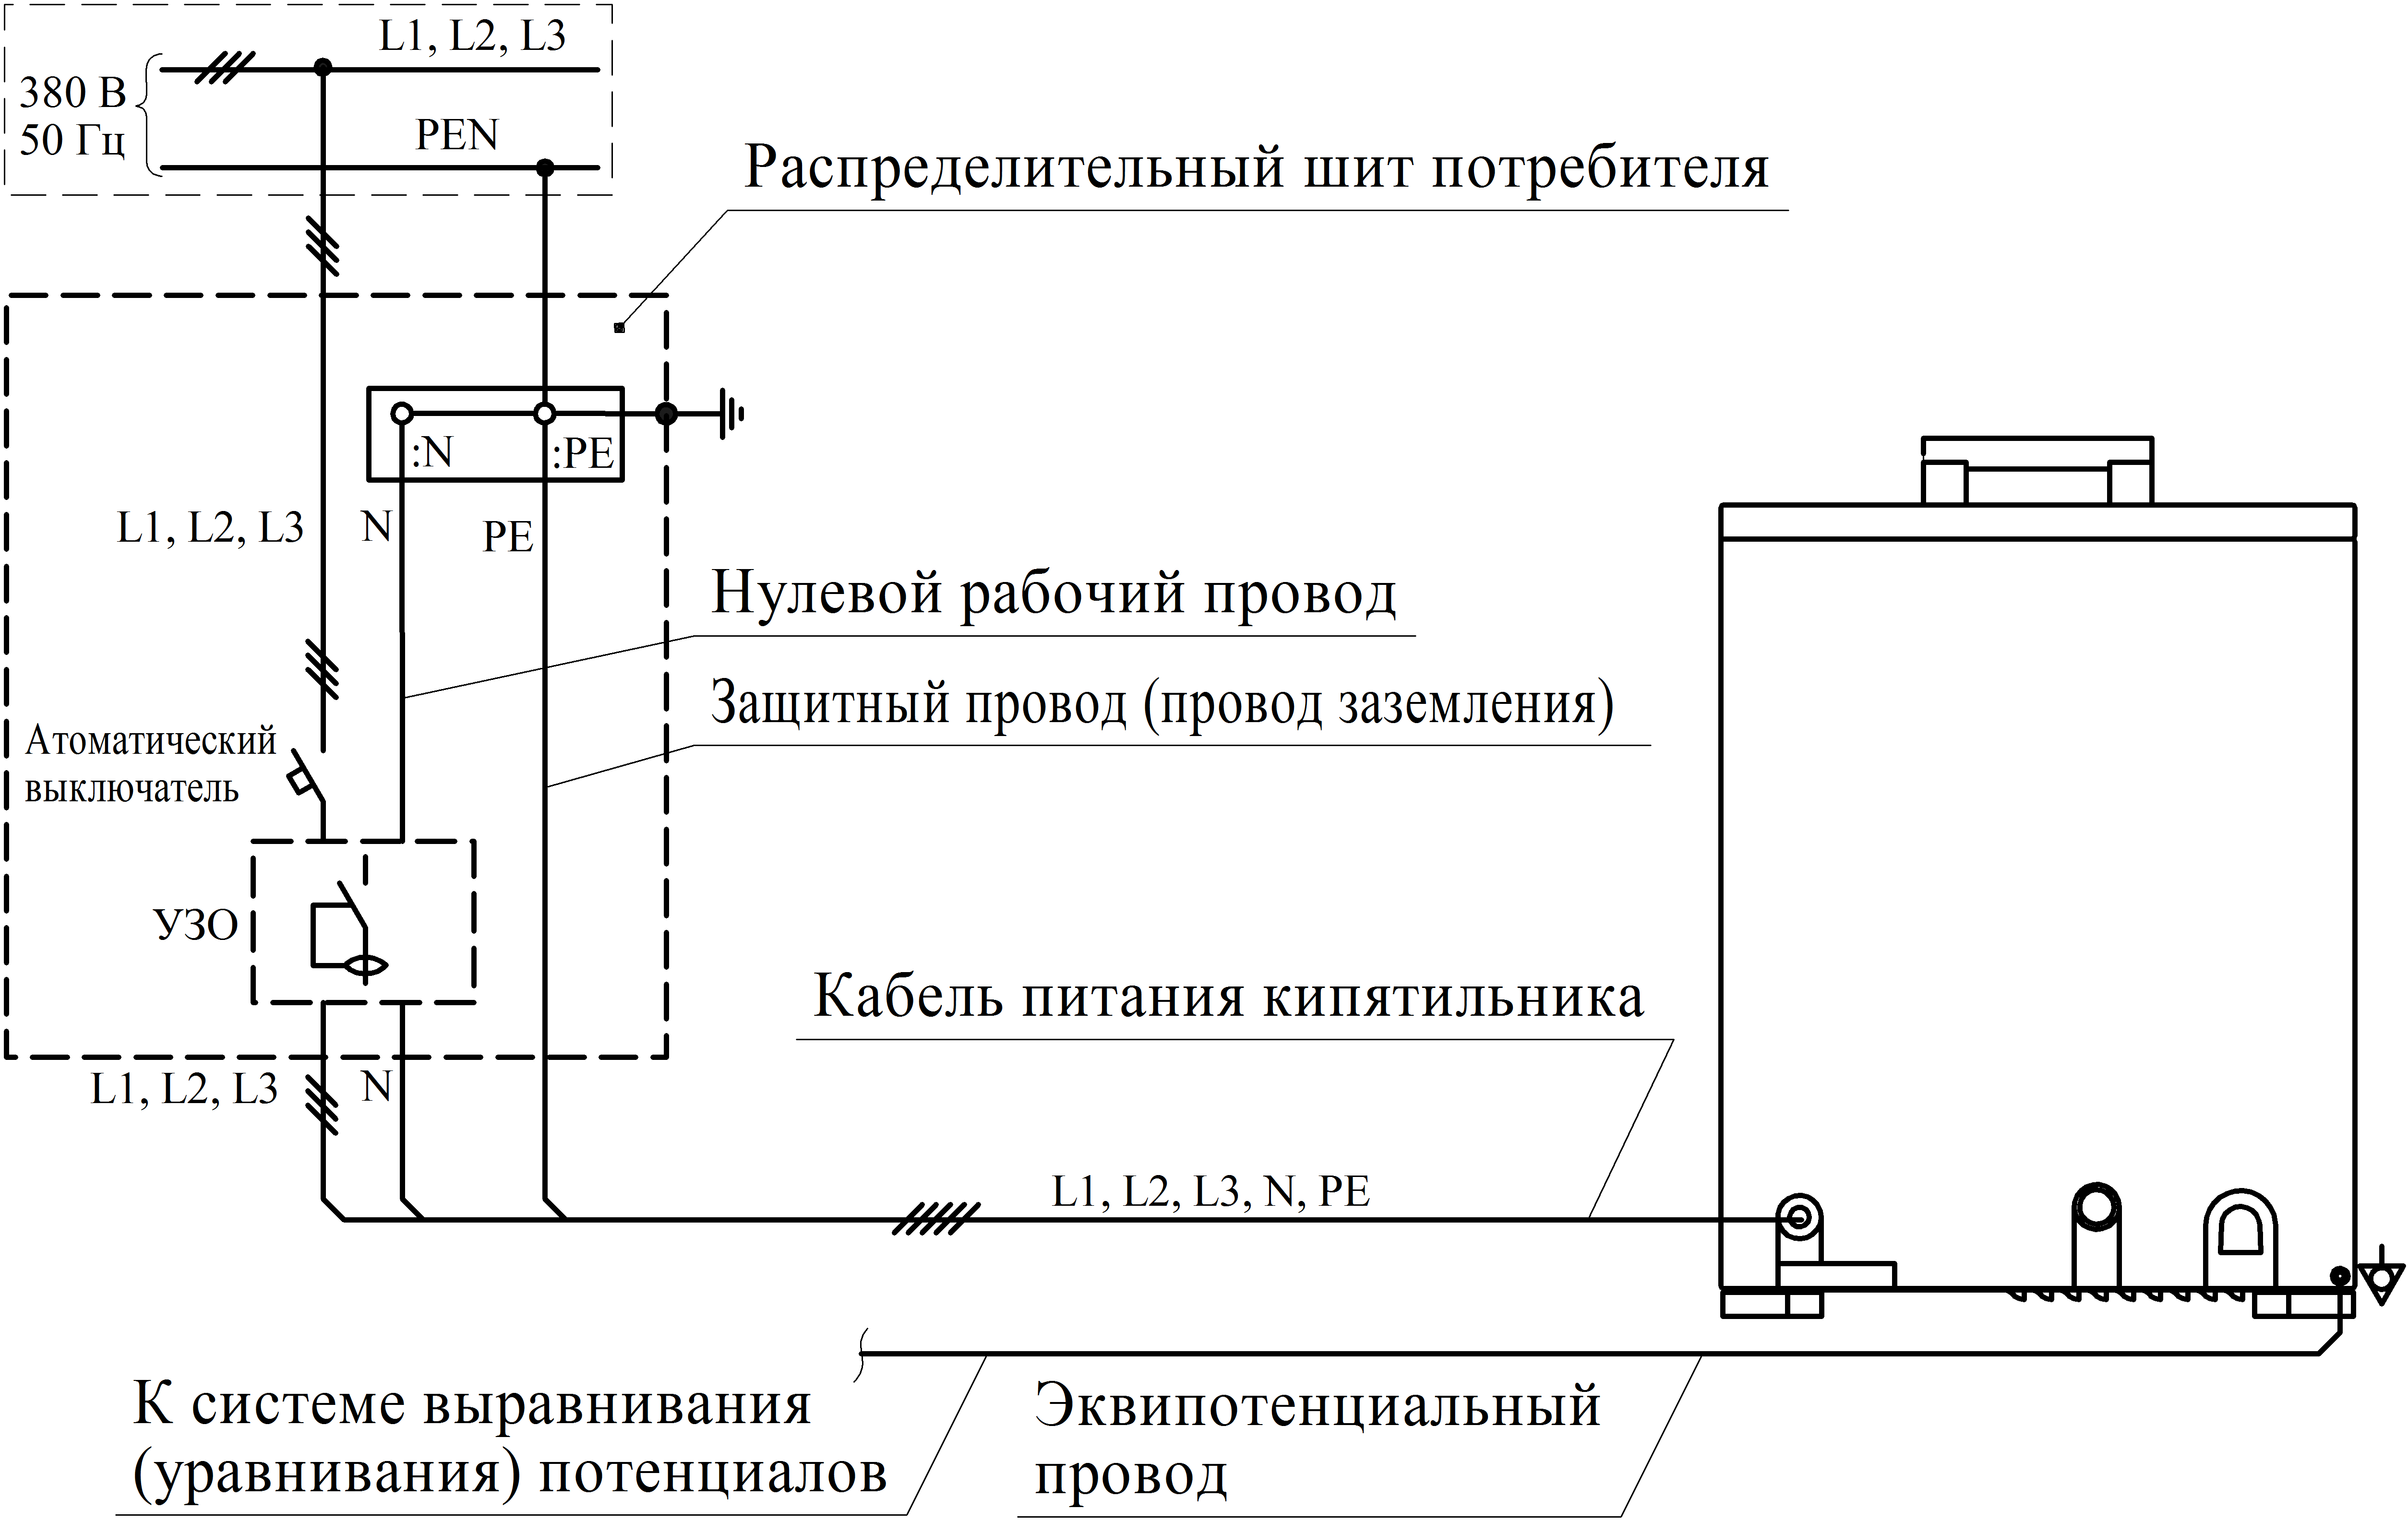 L1, L2, L3
380 В
50 Гц
PEN
Распределительный шит потребителя
:N
:PE
L1, L2, L3
N
PE
Нулевой рабочий провод
Защитный провод (провод заземления)
Атоматический
выключатель
УЗО
Кабель питания кипятильника
L1, L2, L3
N
L1, L2, L3, N, PE
К системе выравнивания
(уравнивания) потенциалов
Эквипотенциальный
провод